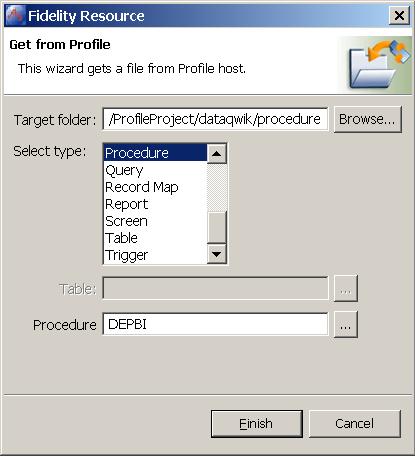 Fidelity Resource
Get from Profile
This wizard gets a file from Profile host.
Target folder: /ProfileProject/dataqwik/procedure Browse...
Select type: Procedure
Query
Record Map
Report
Screen
Table
Trigger
Table: ...
Procedure DEPBI ...
Finish Cancel